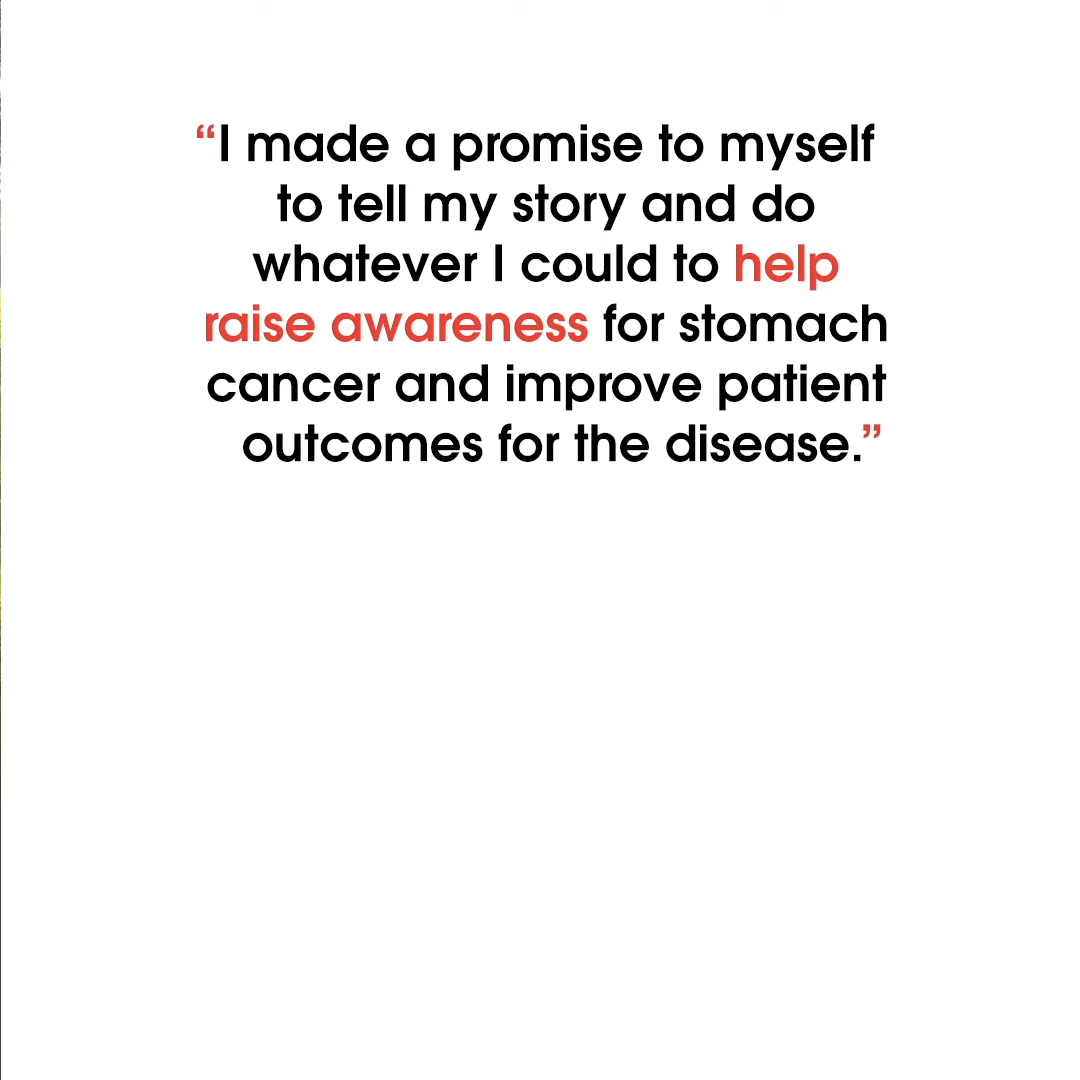 “I made a promise to myself
to tell my story and do
whatever I could to help
raise awareness for stomach
cancer and improve patient
outcomes for the disease.”